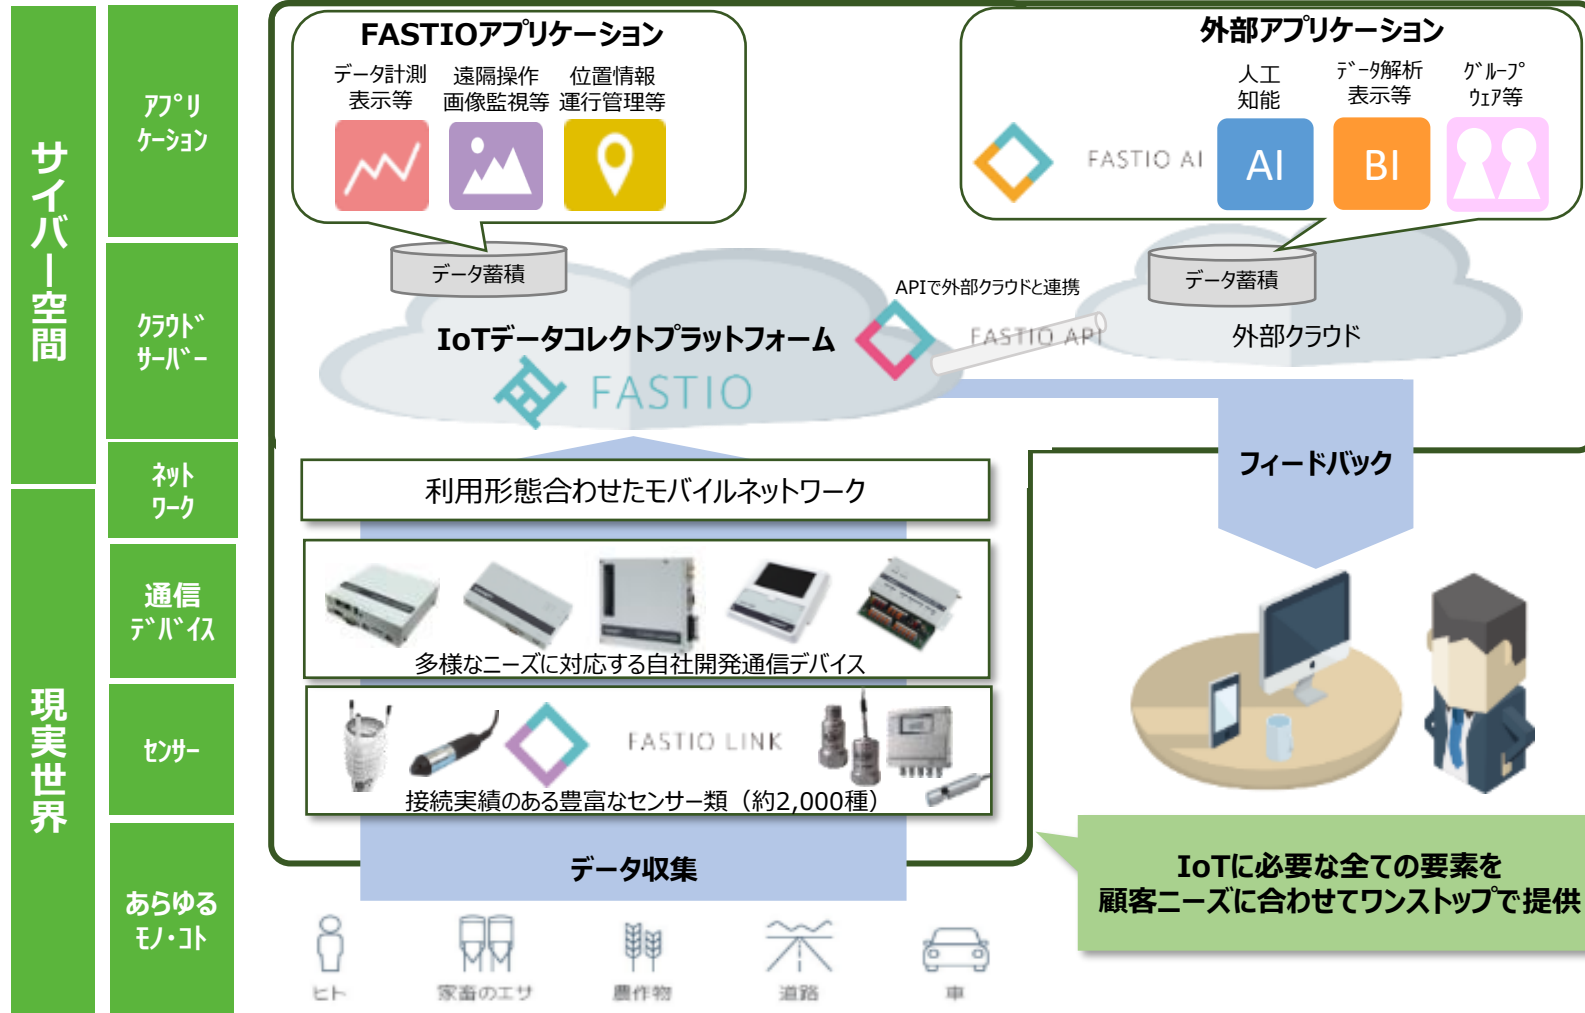 サイバー空間
現実世界
ｱﾌﾟﾘ
ｹｰｼｮﾝ
ｸﾗｳﾄﾞ
ｻｰﾊﾞｰ
ﾈｯﾄ
ﾜｰｸ
通信
ﾃﾞﾊﾞｲｽ
ｾﾝｻｰ
あらゆる
ﾓﾉ・ｺﾄ
FASTIOアプリケーション
データ計測
表示等
遠隔操作
画像監視等
位置情報
運行管理等
外部アプリケーション
人工
知能
ﾃﾞｰﾀ解析
表示等
ｸﾞﾙｰﾌﾟ
ｳｪｱ等
FASTIO AI
AI
BI
データ蓄積
データ蓄積
APIで外部クラウドと連携
IoTデータコレクトプラットフォーム
FASTIO API
外部クラウド
FASTIO
フィードバック
利用形態合わせたモバイルネットワーク
多様なニーズに対応する自社開発通信デバイス
FASTIO LINK
接続実績のある豊富なセンサー類（約2,000種）
データ収集
IoTに必要な全ての要素を
顧客ニーズに合わせてワンストップで提供
ヒト
家畜のエサ
農作物
道路
車